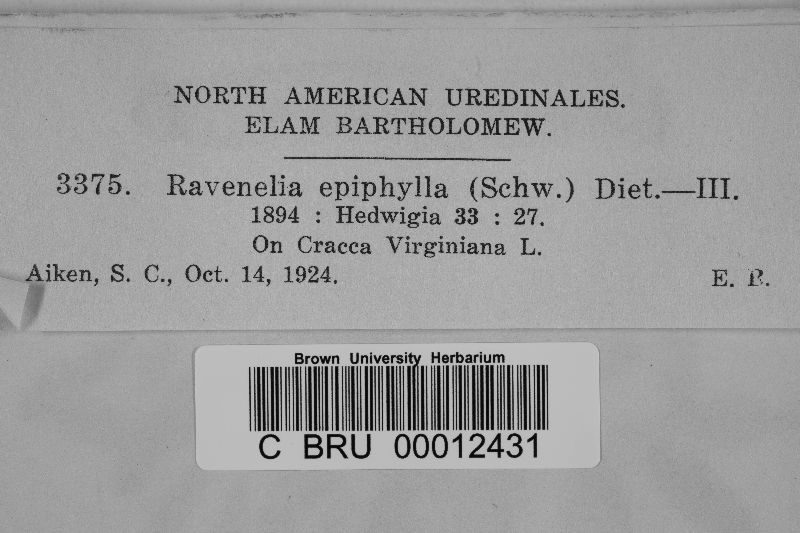 NORTH AMERICAN UREDINALES.
ELAM BARTHOLOMEW.
3375. Ravenelia epiphylla (Schw.) Diet.—III.
1894 : Hedwigia 33 : 27.
On Cracca Virginiana L.
Aiken, S. C., Oct. 14, 1924. E. B.
Brown University Herbarium
C BRU 00012431